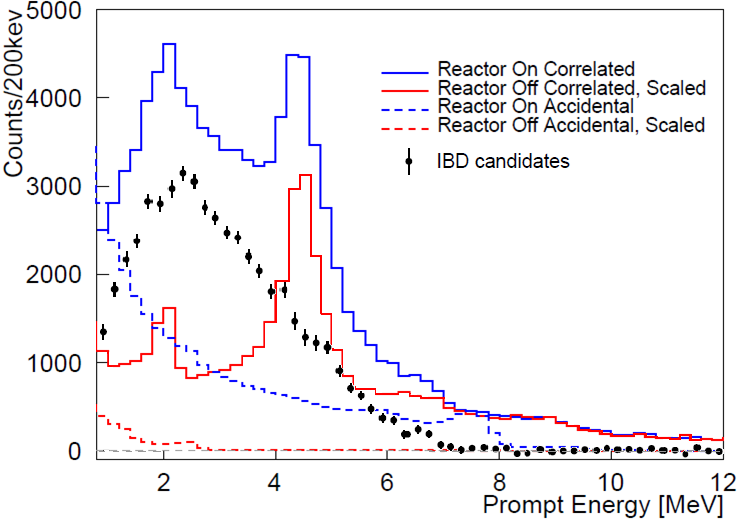 5000
4000
3000
2000
1000
0
Counts/200kev
Reactor On Correlated
Reactor Off Correlated, Scaled
Reactor On Accidental
Reactor Off Accidental, Scaled
IBD candidates
2 4 6 8 10 12
Prompt Energy [MeV]